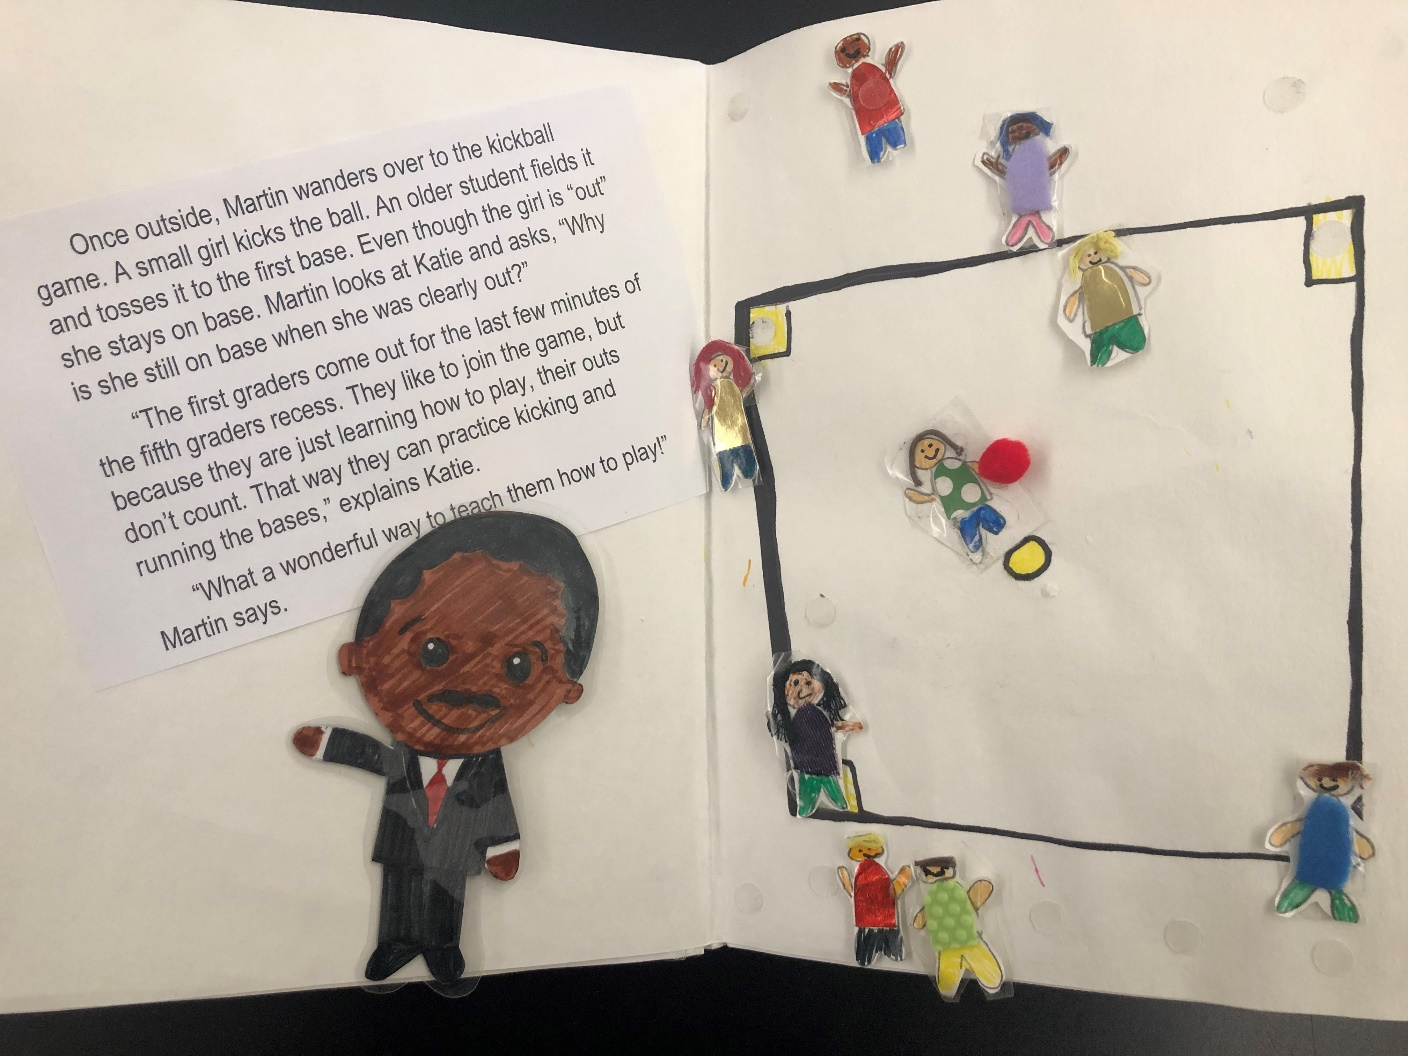 Once outside, Martin wanders over to the kickball
game. A small girl kicks the ball. An older student fields it
and tosses it to the first base. Even though the girl is “out”
she stays on base. Martin looks at Katie and asks, “Why
is she still on base when she was clearly out?”
“The first graders come out for the last few minutes of
the fifth graders recess. They like to join the game, but
because they are just learning how to play, their outs
don’t count. That way they can practice kicking and
running the bases,” explains Katie.
“What a wonderful way to teach them how to play!”
Martin says.